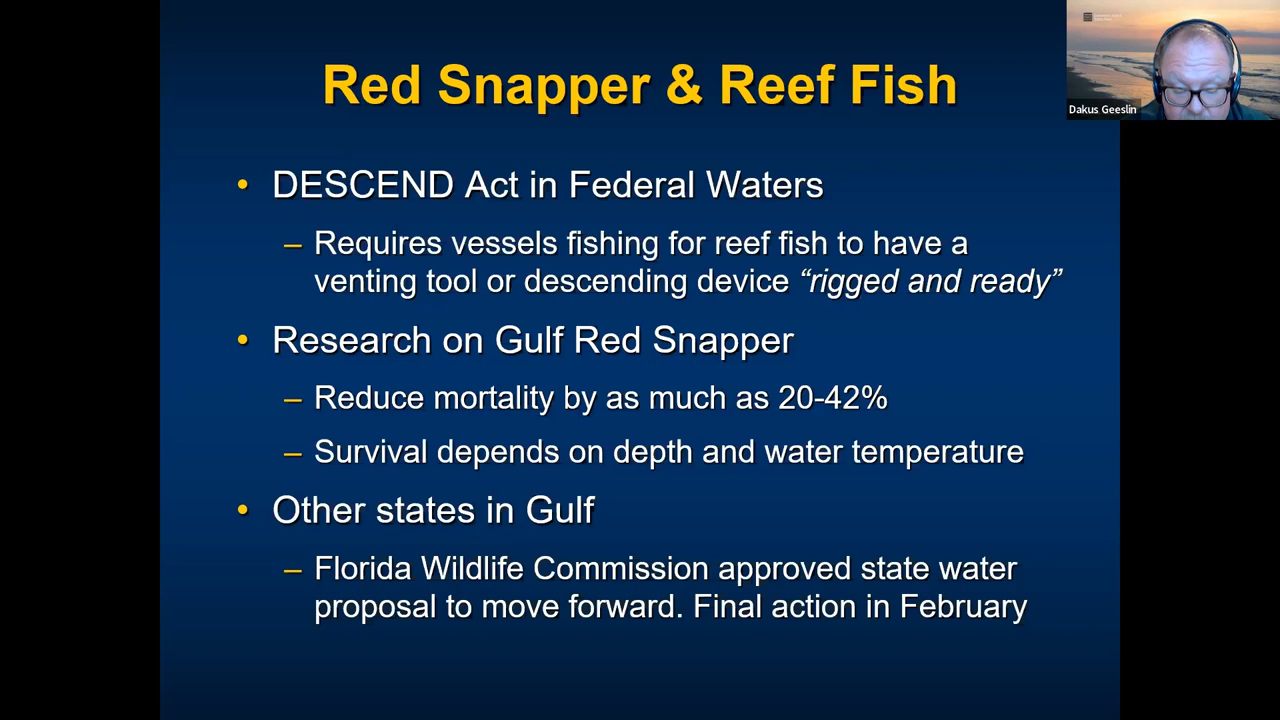 Red Snapper & Reef Fish
Dakus Geeslin
• DESCEND Act in Federal Waters
– Requires vessels fishing for reef fish to have a
venting tool or descending device “rigged and ready”
• Research on Gulf Red Snapper
– Reduce mortality by as much as 20-42%
– Survival depends on depth and water temperature
• Other states in Gulf
– Florida Wildlife Commission approved state water
proposal to move forward. Final action in February